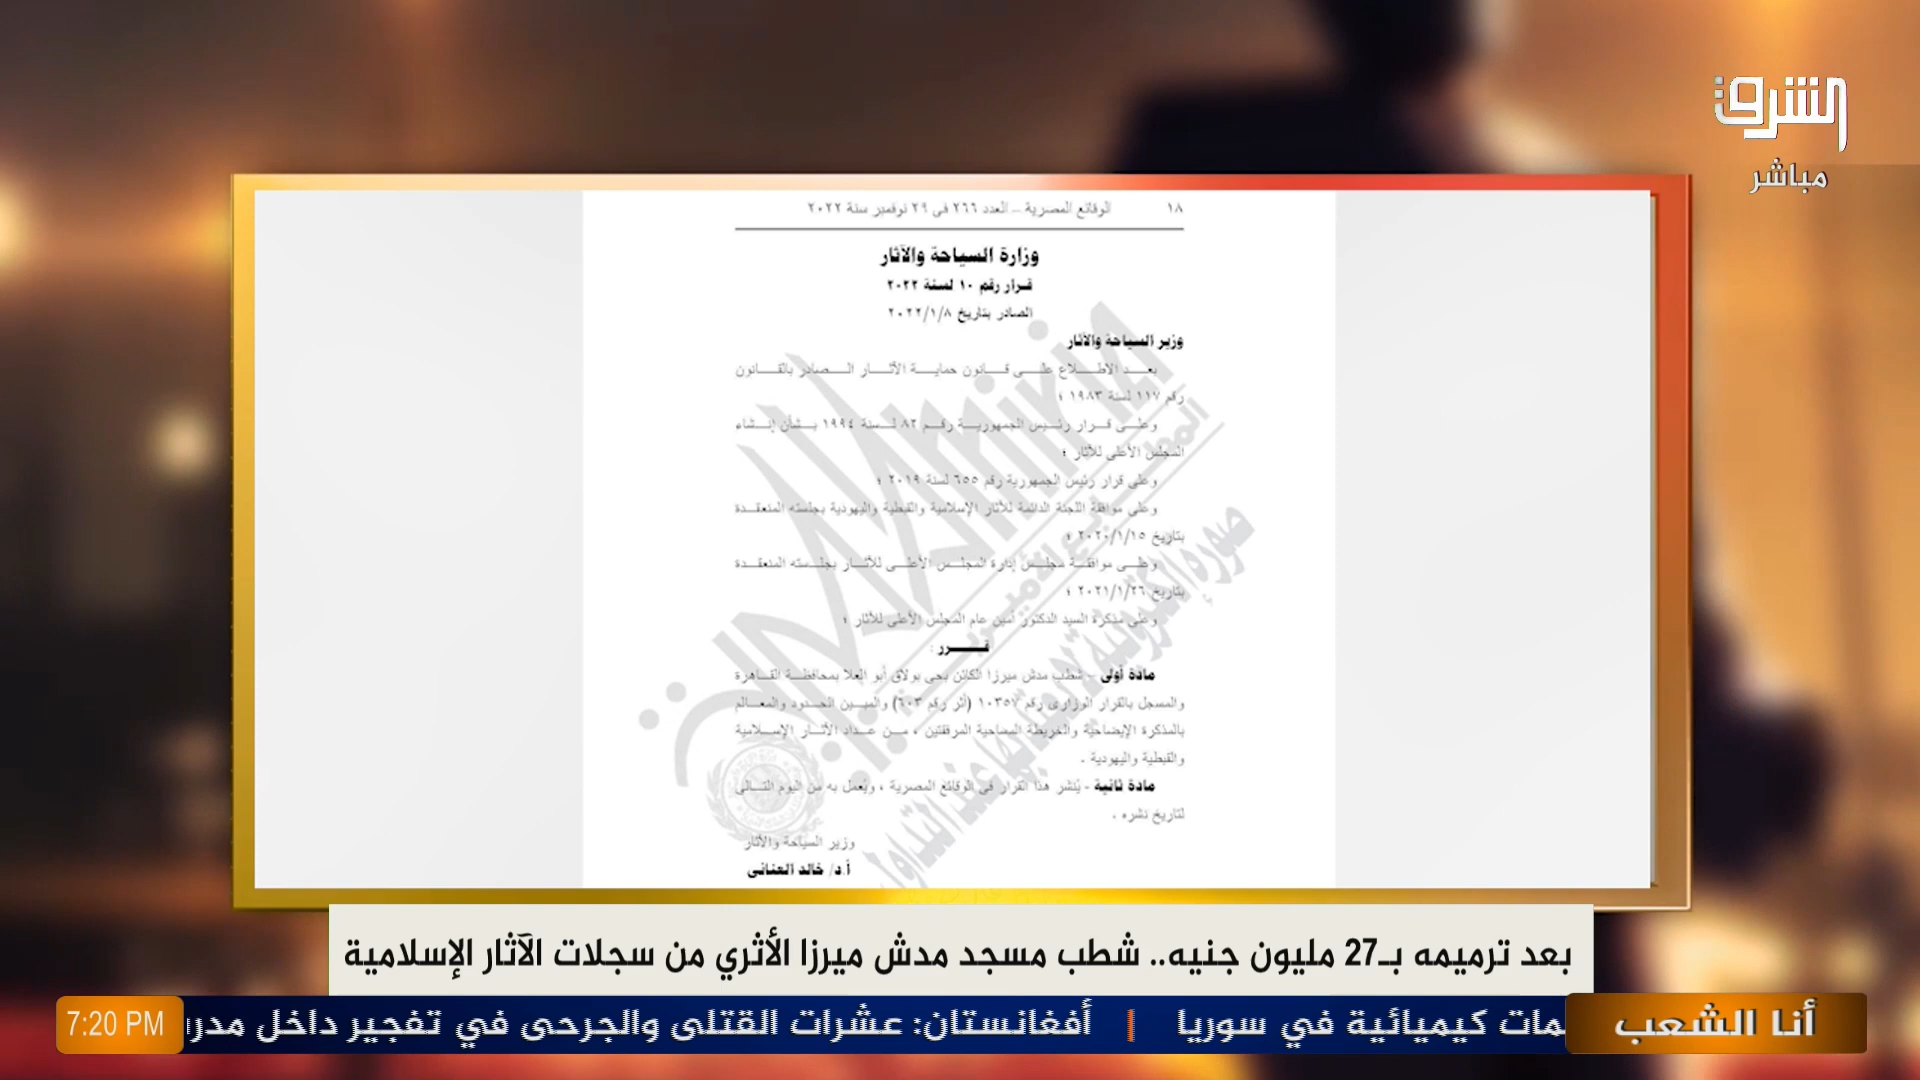 الشرق
مباشر
١٨ الوقائع المصرية – العدد ٢٦٦ فى ٢٩ نوفمبر سنة ٢٠٢٢
وزارة السياحة والآثار
قرار رقم ١٠ لسنة ٢٠٢٢
الصادر بتاريخ ٢٠٢٢/١/٨
وزير السياحة والآثار
بعد الاطلاع على قانون حماية الآثار الصادر بالقانون
رقم ١١٧ لسنة ١٩٨٣ ؛
وعلى قرار رئيس الجمهورية رقم ٨٢ لسنة ١٩٩٤ بشأن إنشاء
المجلس الأعلى للآثار ؛
وعلى قرار رئيس الجمهورية رقم ٦٥٥ لسنة ٢٠١٩ ؛
وعلى موافقة اللجنة الدائمة للآثار الإسلامية والقبطية واليهودية بجلسته المنعقدة
بتاريخ ٢٠٢٠/١/١٥ ؛
وعلى موافقة مجلس إدارة المجلس الأعلى للآثار بجلسته المنعقدة
بتاريخ ٢٠٢١/١/٢٦ ؛
وعلى مذكرة السيد الدكتور أمين عام المجلس الأعلى للآثار ؛
قـــــرر :
مادة أولى - شطب مدش ميرزا الكائن بحى بولاق أبو العلا بمحافظة القاهرة
والمسجل بالقرار الوزارى رقم ١٠٣٥٧ (أثر رقم ٦٠٣) والمبين الحدود والمعالم
بالمذكرة الإيضاحية والخريطة المساحية المرفقتين ، من عداد الآثار الإسلامية
والقبطية واليهودية .
مادة ثانية - يُنشر هذا القرار فى الوقائع المصرية ، ويُعمل به من اليوم التالى
لتاريخ نشره .
وزير السياحة والآثار
أ.د/ خالد العنانى
بعد ترميمه بـ27 مليون جنيه.. شطب مسجد مدش ميرزا الأثري من سجلات الآثار الإسلامية
أنا الشعب
مات كيميائية في سوريا | أفغانستان: عشرات القتلى والجرحى في تفجير داخل مدر
7:20 PM